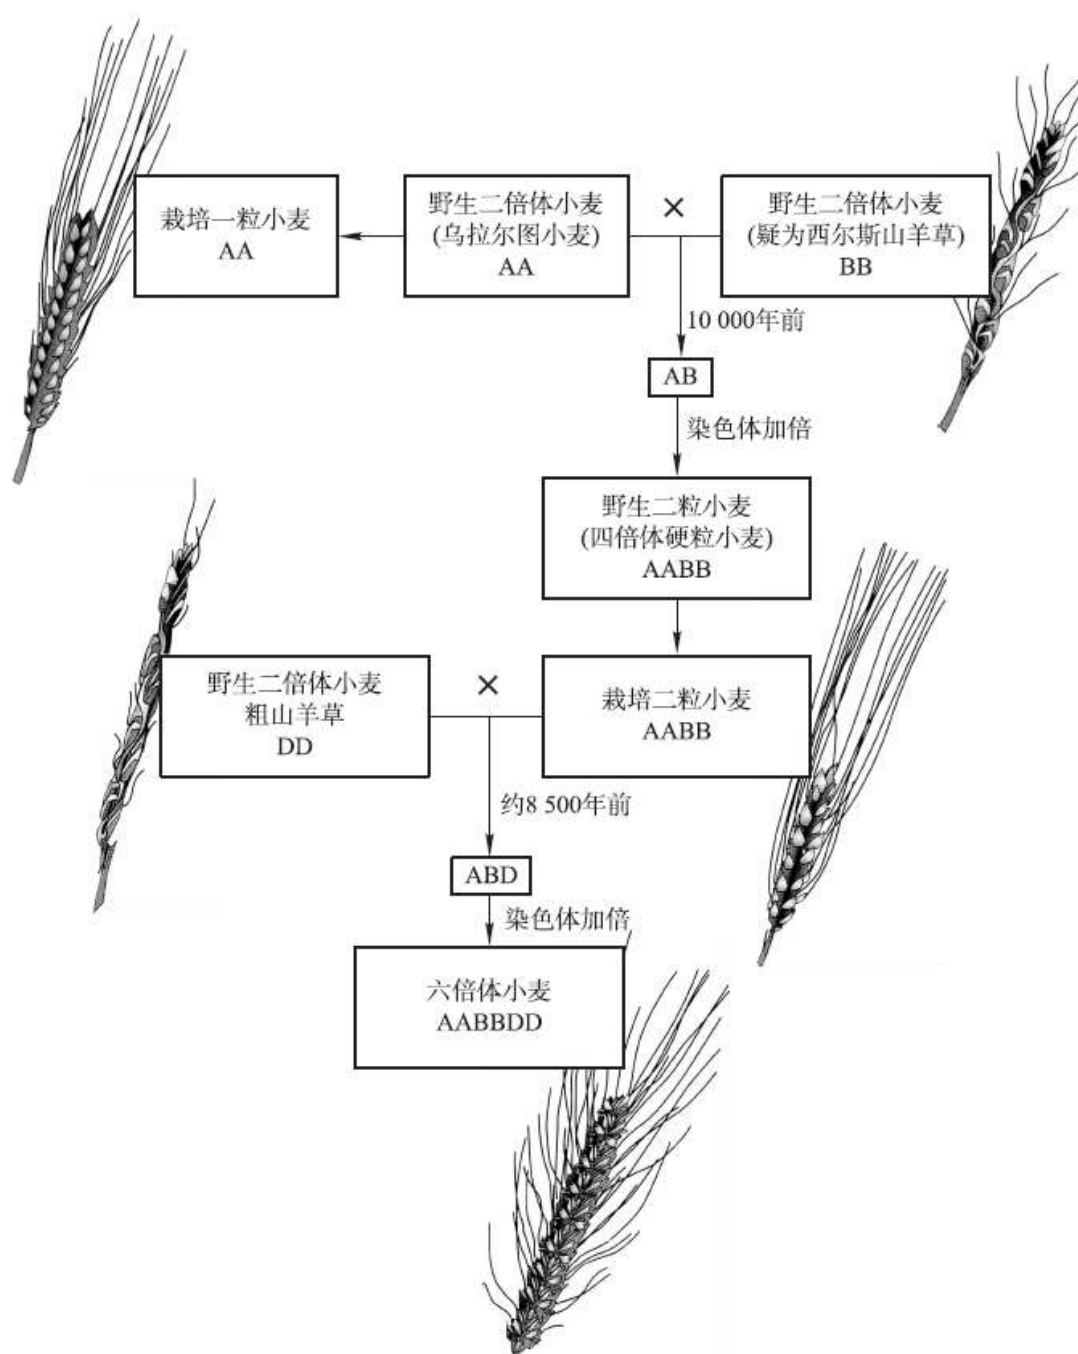 栽培一粒小麦
AA
野生二倍体小麦
(乌拉尔图小麦)
AA
×
野生二倍体小麦
(疑为西尔斯山羊草)
BB
10 000年前
AB
染色体加倍
野生二粒小麦
(四倍体硬粒小麦)
AABB
野生二倍体小麦
粗山羊草
DD
×
栽培二粒小麦
AABB
约8 500年前
ABD
染色体加倍
六倍体小麦
AABBDD